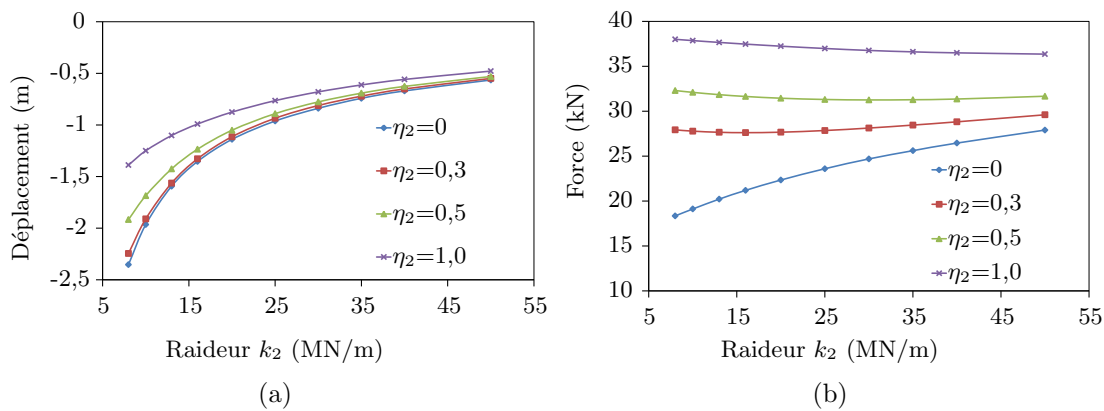 0
-0,5
-1
-1,5
-2
-2,5
5 15 25 35 45 55
Déplacement (m)
Raideur k₂ (MN/m)
η₂=0
η₂=0,3
η₂=0,5
η₂=1,0
(a)
40
35
30
25
20
15
10
5 15 25 35 45 55
Force (kN)
Raideur k₂ (MN/m)
η₂=0
η₂=0,3
η₂=0,5
η₂=1,0
(b)